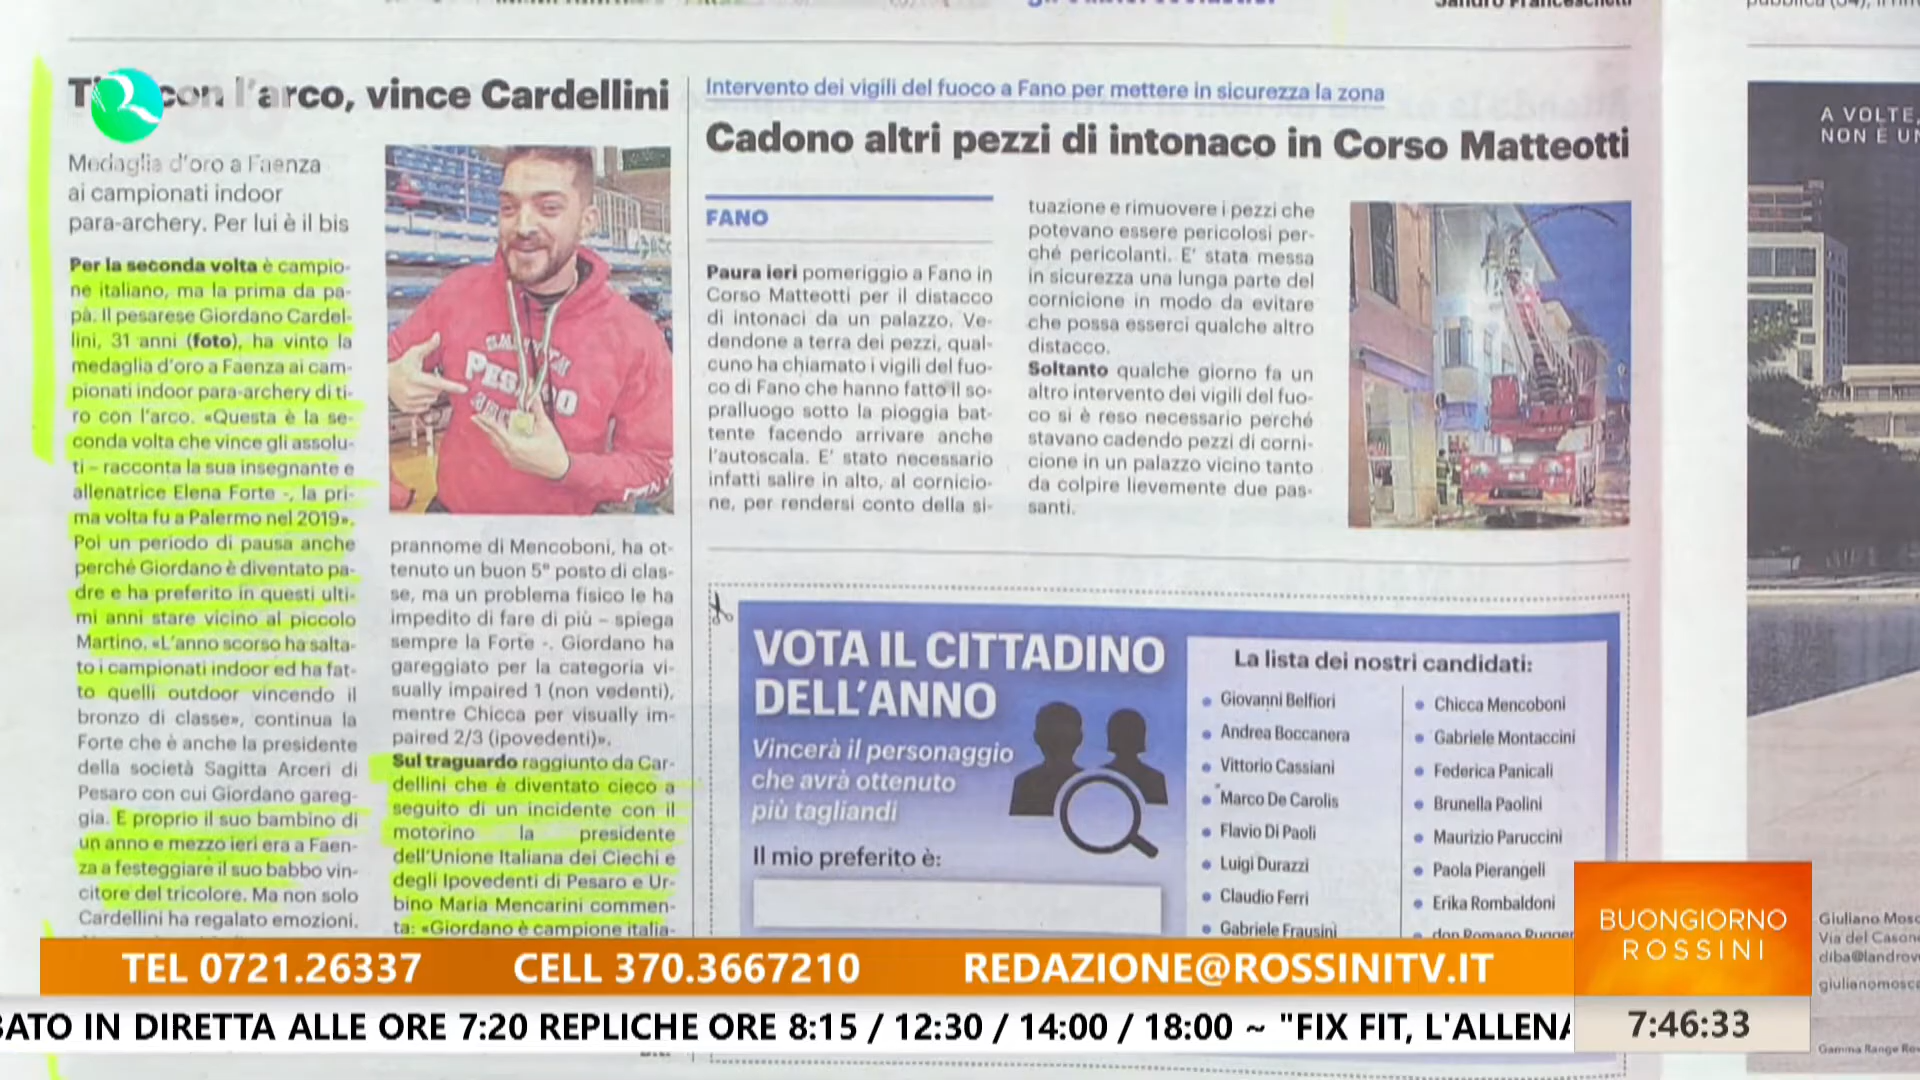 Sandro Franceschetti
Tiro con l'arco, vince Cardellini
Medaglia d'oro a Faenza
ai campionati indoor
para-archery. Per lui è il bis
Per la seconda volta è campio-
ne italiano, ma la prima da pa-
pà. Il pesarese Giordano Cardel-
lini, 31 anni (foto), ha vinto la
medaglia d'oro a Faenza ai cam-
pionati indoor para-archery di ti-
ro con l'arco. «Questa è la se-
conda volta che vince gli assolu-
ti – racconta la sua insegnante e
allenatrice Elena Forte -, la pri-
ma volta fu a Palermo nel 2019».
Poi un periodo di pausa anche
perché Giordano è diventato pa-
dre e ha preferito in questi ulti-
mi anni stare vicino al piccolo
Martino. «L'anno scorso ha salta-
to i campionati indoor ed ha fat-
to quelli outdoor vincendo il
bronzo di classe», continua la
Forte che è anche la presidente
della società Sagitta Arceri di
Pesaro con cui Giordano gareg-
gia. E proprio il suo bambino di
un anno e mezzo ieri era a Faen-
za a festeggiare il suo babbo vin-
citore del tricolore. Ma non solo
Cardellini ha regalato emozioni.
PESARO
prannome di Mencoboni, ha ot-
tenuto un buon 5° posto di clas-
se, ma un problema fisico le ha
impedito di fare di più – spiega
sempre la Forte -. Giordano ha
gareggiato per la categoria vi-
sually impaired 1 (non vedenti),
mentre Chicca per visually im-
paired 2/3 (ipovedenti)».
Sul traguardo raggiunto da Car-
dellini che è diventato cieco a
seguito di un incidente con il
motorino la presidente
dell'Unione Italiana dei Ciechi e
degli Ipovedenti di Pesaro e Ur-
bino Maria Mencarini commen-
ta: «Giordano è campione italia-
Intervento dei vigili del fuoco a Fano per mettere in sicurezza la zona
Cadono altri pezzi di intonaco in Corso Matteotti
FANO
Paura ieri pomeriggio a Fano in
Corso Matteotti per il distacco
di intonaci da un palazzo. Ve-
dendone a terra dei pezzi, qual-
cuno ha chiamato i vigili del fuo-
co di Fano che hanno fatto il so-
pralluogo sotto la pioggia bat-
tente facendo arrivare anche
l'autoscala. E' stato necessario
infatti salire in alto, al cornicio-
ne, per rendersi conto della si-
tuazione e rimuovere i pezzi che
potevano essere pericolosi per-
ché pericolanti. E' stata messa
in sicurezza una lunga parte del
cornicione in modo da evitare
che possa esserci qualche altro
distacco.
Soltanto qualche giorno fa un
altro intervento dei vigili del fuo-
co si è reso necessario perché
stavano cadendo pezzi di corni-
cione in un palazzo vicino tanto
da colpire lievemente due pas-
santi.
VOTA IL CITTADINO
DELL'ANNO
Vincerà il personaggio
che avrà ottenuto
più tagliandi
Il mio preferito è:
La lista dei nostri candidati:
Giovanni Belfiori
Andrea Boccanera
Vittorio Cassiani
Marco De Carolis
Flavio Di Paoli
Luigi Durazzi
Claudio Ferri
Gabriele Frausini
Chicca Mencoboni
Gabriele Montaccini
Federica Panicali
Brunella Paolini
Maurizio Paruccini
Paola Pierangeli
Erika Rombaldoni
don Romano Rugger
A VOLTE,
NON È UN
Giuliano Mosc
Via del Casone
diba@landrove
giulianomosca
Gamma Range Rov
TEL 0721.26337 CELL 370.3667210 REDAZIONE@ROSSINITV.IT
BUONGIORNO
ROSSINI
BATO IN DIRETTA ALLE ORE 7:20 REPLICHE ORE 8:15 / 12:30 / 14:00 / 18:00 ~ "FIX FIT, L'ALLENA
7:46:33